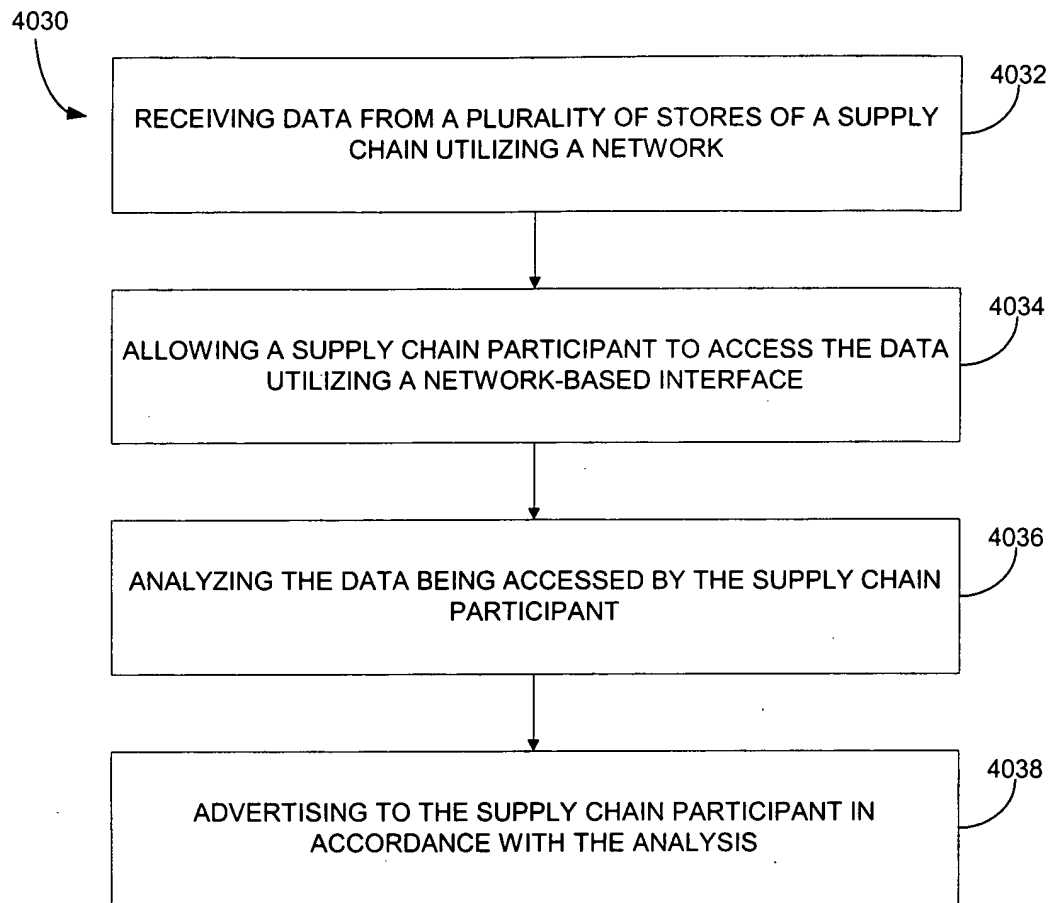 4030
4032
RECEIVING DATA FROM A PLURALITY OF STORES OF A SUPPLY
CHAIN UTILIZING A NETWORK
4034
ALLOWING A SUPPLY CHAIN PARTICIPANT TO ACCESS THE DATA
UTILIZING A NETWORK-BASED INTERFACE
4036
ANALYZING THE DATA BEING ACCESSED BY THE SUPPLY CHAIN
PARTICIPANT
4038
ADVERTISING TO THE SUPPLY CHAIN PARTICIPANT IN
ACCORDANCE WITH THE ANALYSIS